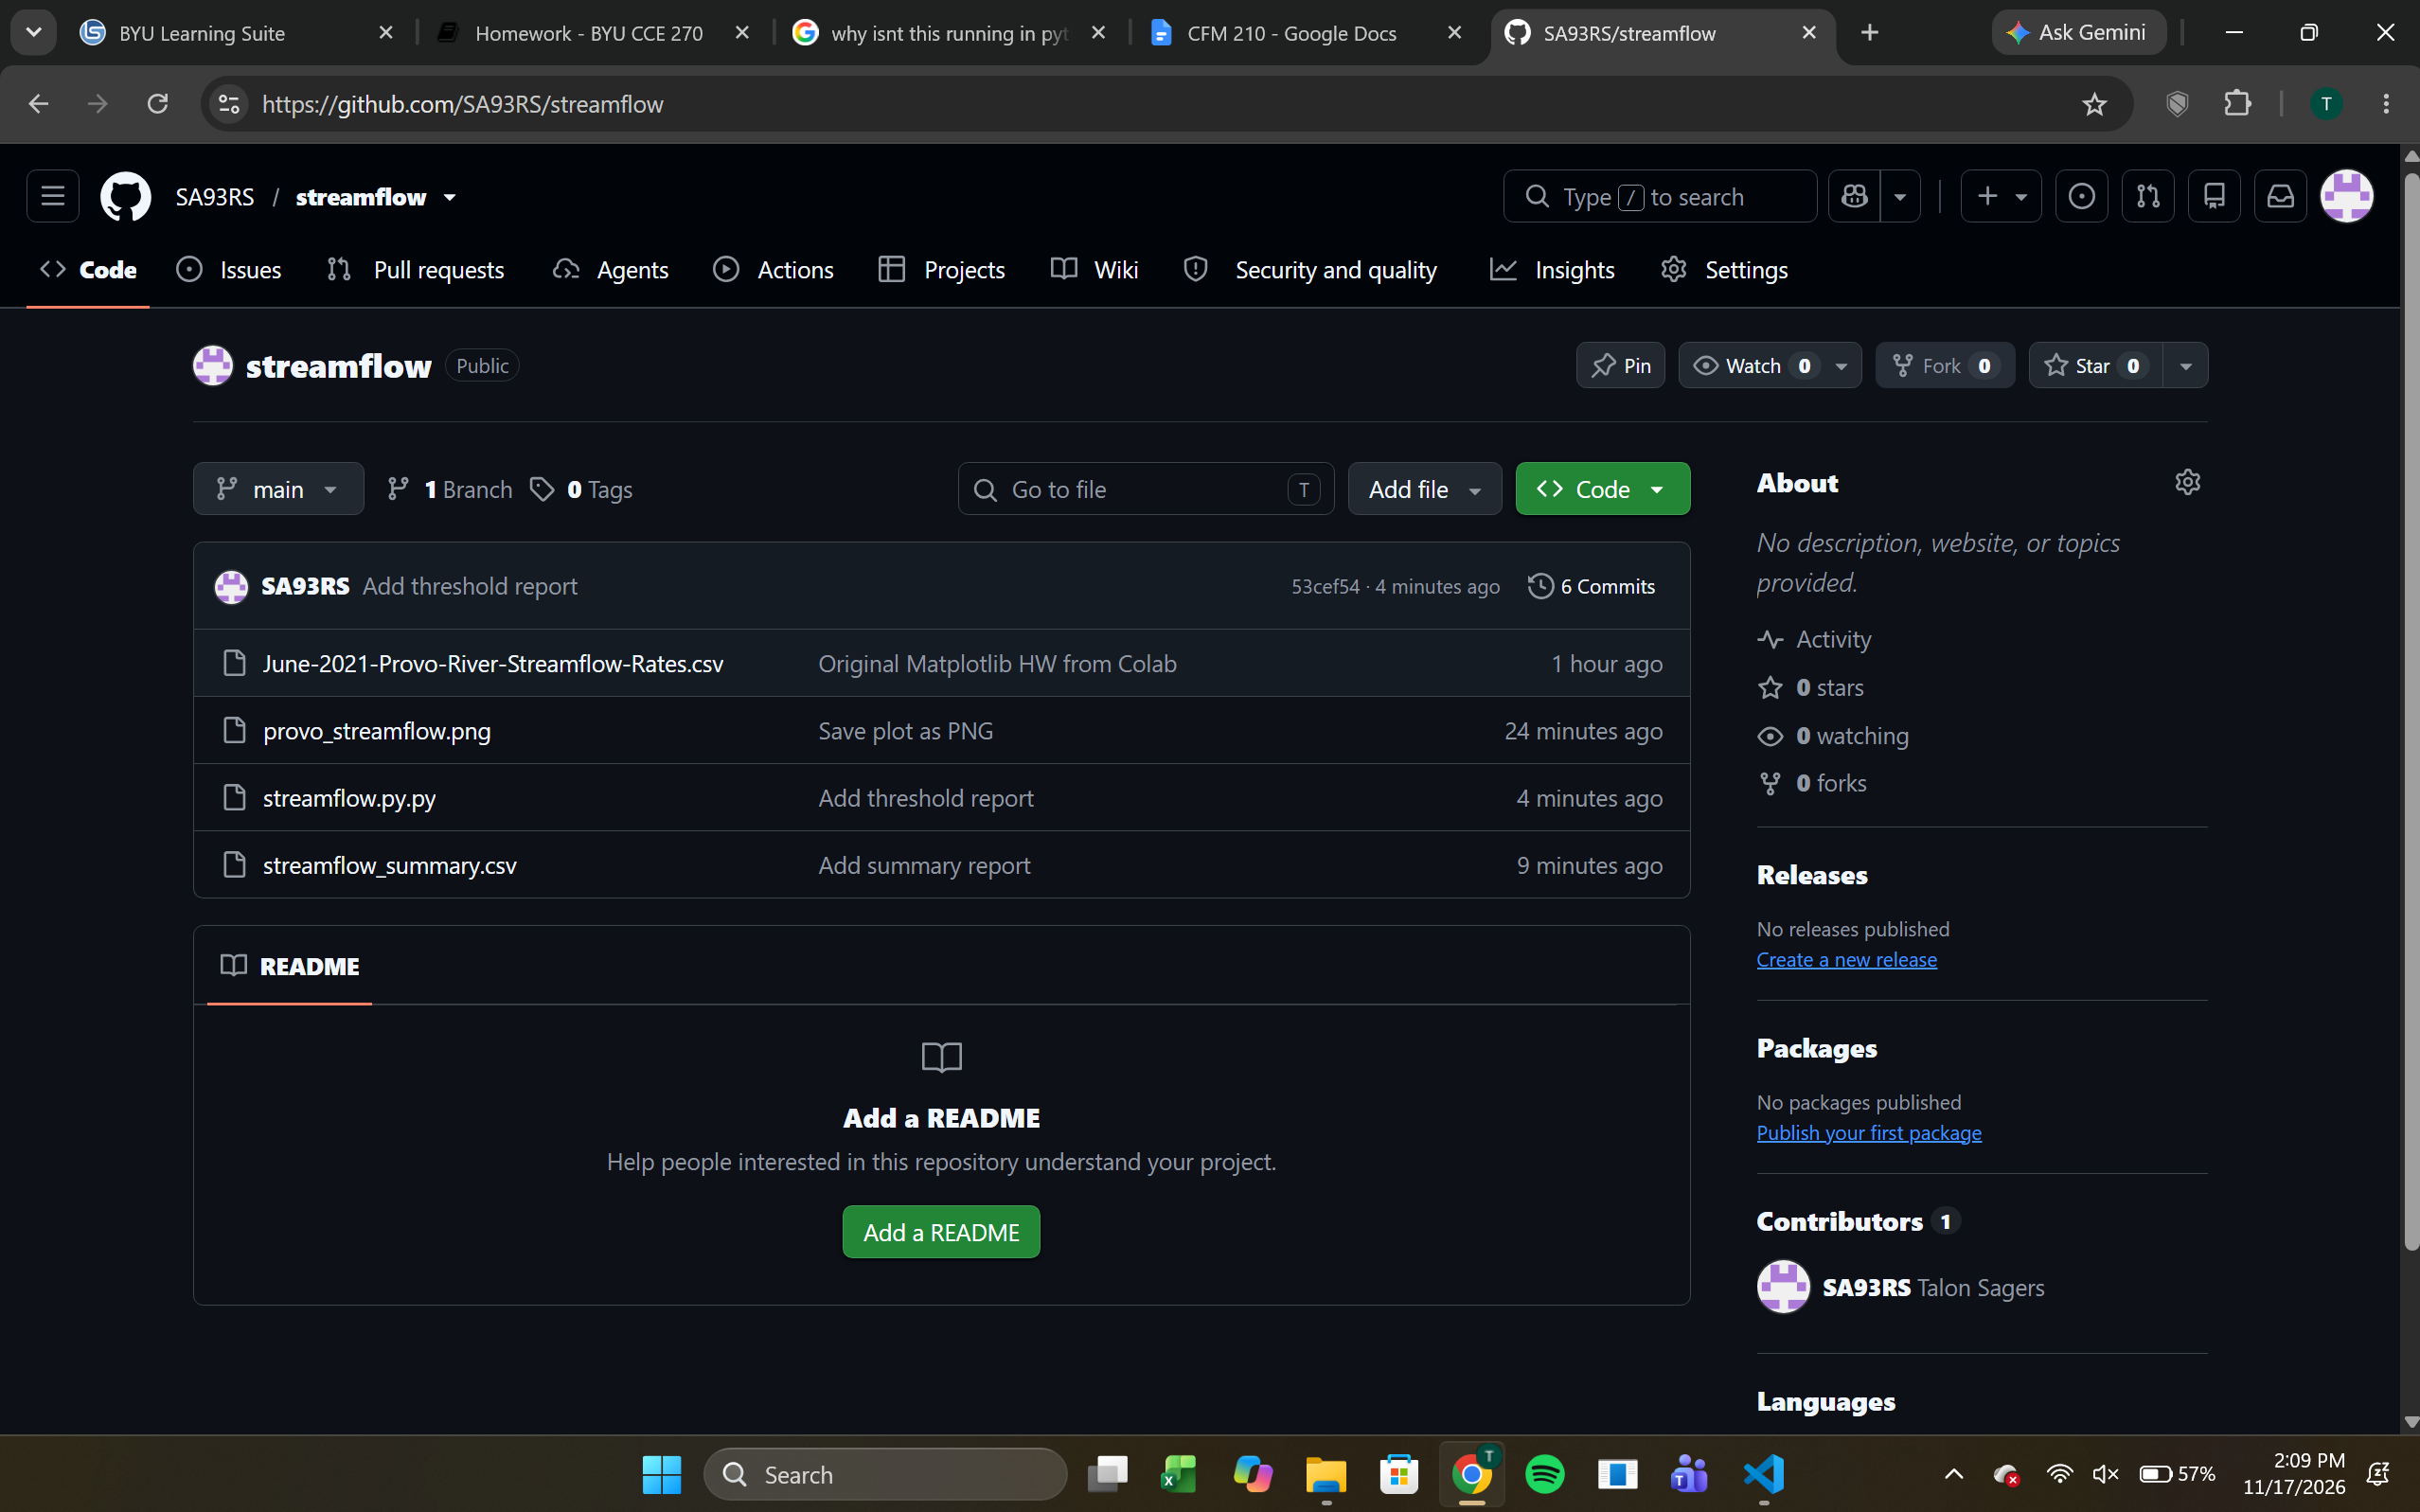 BYU Learning Suite
Homework - BYU CCE 270
why isnt this running in pyt
CFM 210 - Google Docs
SA93RS/streamflow
Ask Gemini
https://github.com/SA93RS/streamflow
T
SA93RS / streamflow
Type / to search
Code
Issues
Pull requests
Agents
Actions
Projects
Wiki
Security and quality
Insights
Settings
streamflow Public
Pin
Watch 0
Fork 0
Star 0
main
1 Branch
0 Tags
Go to file T
Add file
Code
SA93RS Add threshold report 53cef54 · 4 minutes ago 6 Commits
June-2021-Provo-River-Streamflow-Rates.csv Original Matplotlib HW from Colab 1 hour ago
provo_streamflow.png Save plot as PNG 24 minutes ago
streamflow.py.py Add threshold report 4 minutes ago
streamflow_summary.csv Add summary report 9 minutes ago
README
Add a README
Help people interested in this repository understand your project.
Add a README
About
No description, website, or topics
provided.
Activity
0 stars
0 watching
0 forks
Releases
No releases published
Create a new release
Packages
No packages published
Publish your first package
Contributors 1
SA93RS Talon Sagers
Languages
Search
T
57%
2:09 PM
11/17/2026